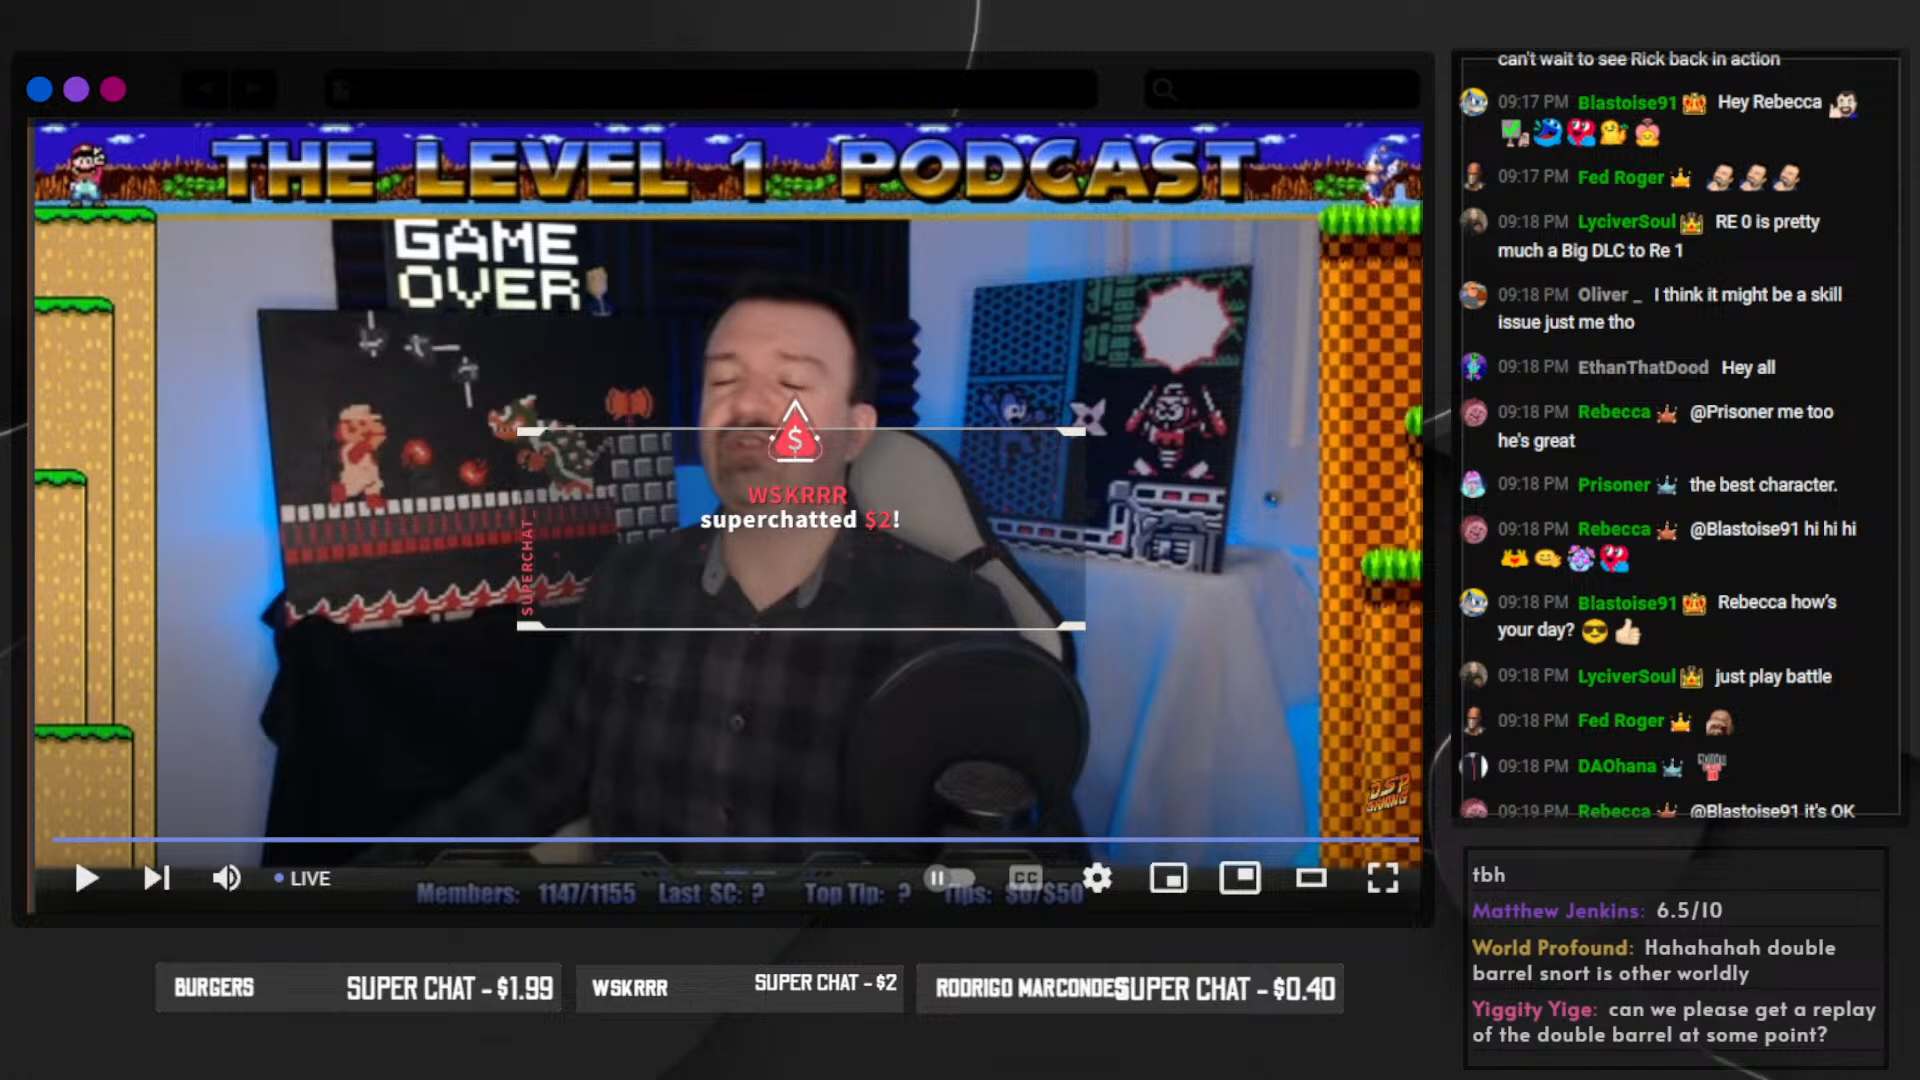 THE LEVEL 1 PODCAST
GAME
OVER
WSKRRR
superchatted $2!
SUPERCHAT_
DSP
GAMING
LIVE
CC
Members: 1147/1155 Last SC: ? Top Tip: ? Tips: $0/$50
BURGERS SUPER CHAT - $1.99
WSKRRR SUPER CHAT - $2
RODRIGO MARCONDES SUPER CHAT - $0.40
can't wait to see Rick back in action
09:17 PM Blastoise91 Hey Rebecca
09:17 PM Fed Roger
09:18 PM LyciverSoul RE 0 is pretty
much a Big DLC to Re 1
09:18 PM Oliver _ I think it might be a skill
issue just me tho
09:18 PM EthanThatDood Hey all
09:18 PM Rebecca @Prisoner me too
he's great
09:18 PM Prisoner the best character.
09:18 PM Rebecca @Blastoise91 hi hi hi
09:18 PM Blastoise91 Rebecca how's
your day?
09:18 PM LyciverSoul just play battle
09:18 PM Fed Roger
09:18 PM DAOhana
09:19 PM Rebecca @Blastoise91 it's OK
tbh
Matthew Jenkins: 6.5/10
World Profound: Hahahahah double
barrel snort is other worldly
Yiggity Yige: can we please get a replay
of the double barrel at some point?